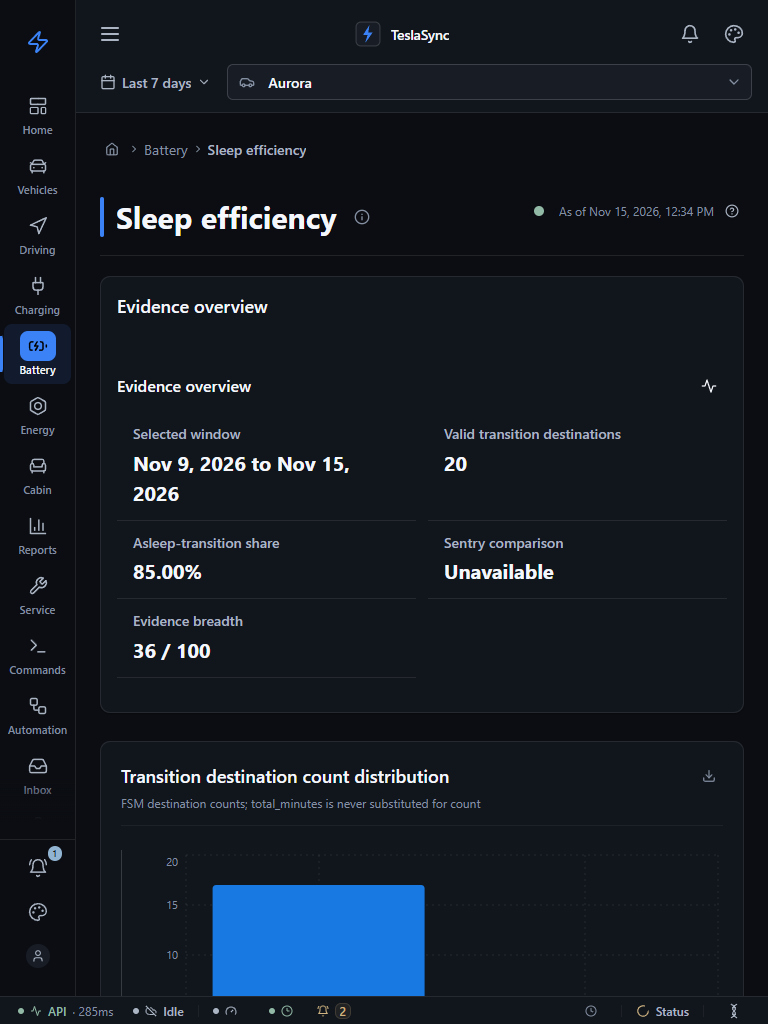 TeslaSync
Last 7 days
Aurora
Home
Vehicles
Driving
Charging
Battery
Energy
Cabin
Reports
Service
Commands
Automation
Inbox
1
Battery
Sleep efficiency
Sleep efficiency
As of Nov 15, 2026, 12:34 PM
Evidence overview
Evidence overview
Selected window
Nov 9, 2026 to Nov 15,
2026
Valid transition destinations
20
Asleep-transition share
85.00%
Sentry comparison
Unavailable
Evidence breadth
36 / 100
Transition destination count distribution
FSM destination counts; total_minutes is never substituted for count
20
15
10
API · 285ms
Idle
2
Status